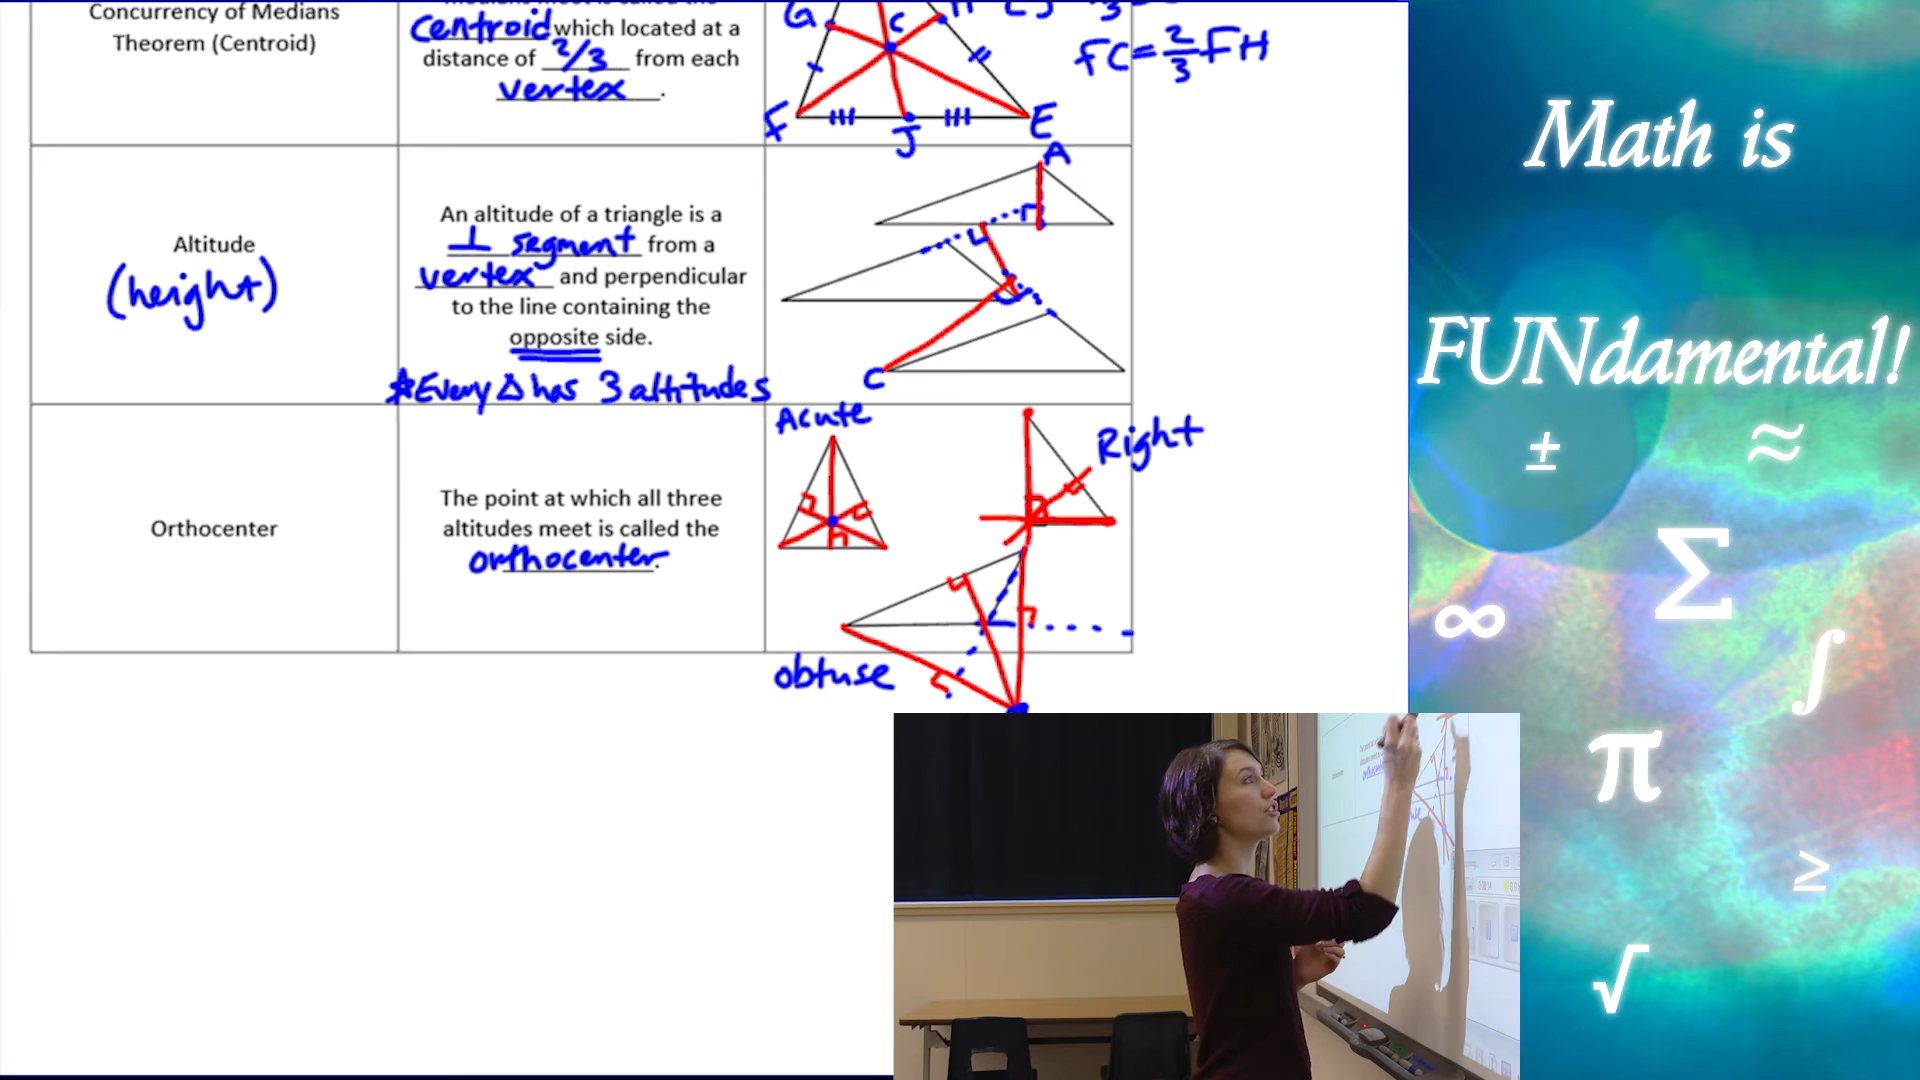 Concurrency of Medians
Theorem (Centroid)
centroid which located at a
distance of 2/3 from each
vertex.
G
C
H
F
J
E
FC = 2/3 FH
Altitude
(height)
An altitude of a triangle is a
⊥ segment from a
vertex and perpendicular
to the line containing the
opposite side.
*Every △ has 3 altitudes
A
C
Orthocenter
The point at which all three
altitudes meet is called the
orthocenter.
Acute
Right
obtuse
Math is
FUNdamental!
± ≈
Σ
∞
∫
π
≥
√